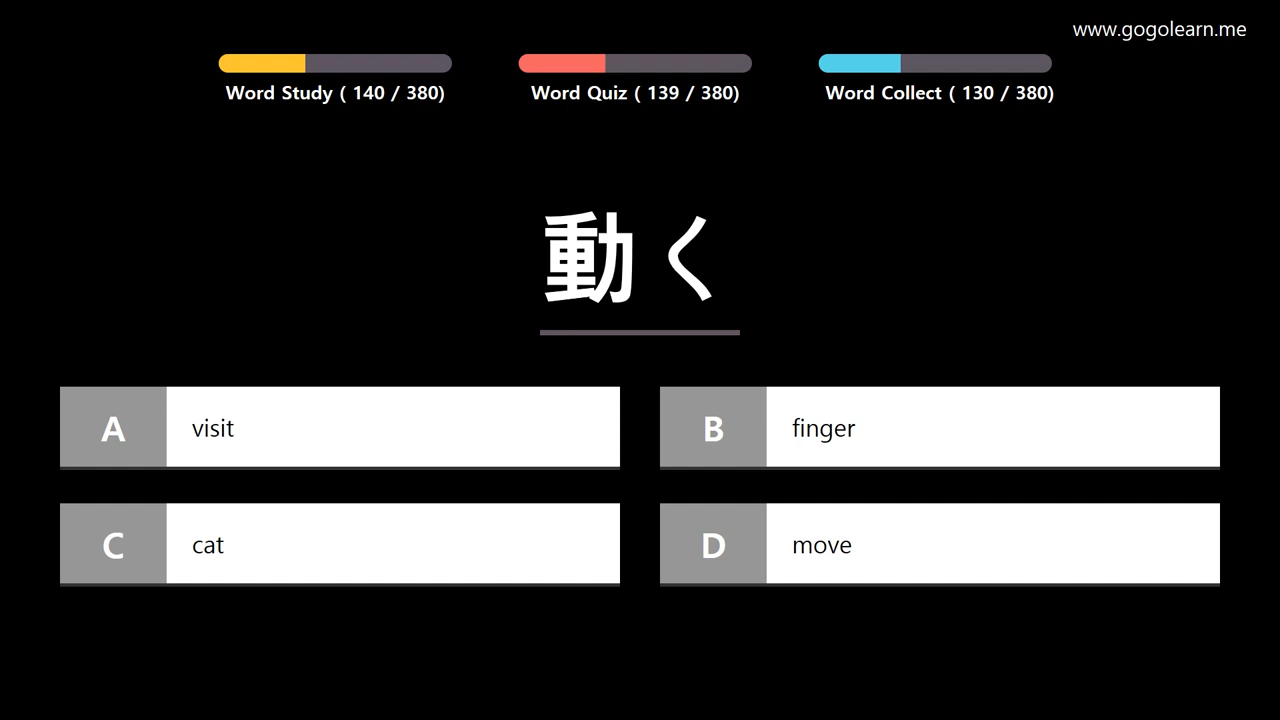 www.gogolearn.me
Word Study ( 140 / 380)
Word Quiz ( 139 / 380)
Word Collect ( 130 / 380)
動く
A visit
B finger
C cat
D move